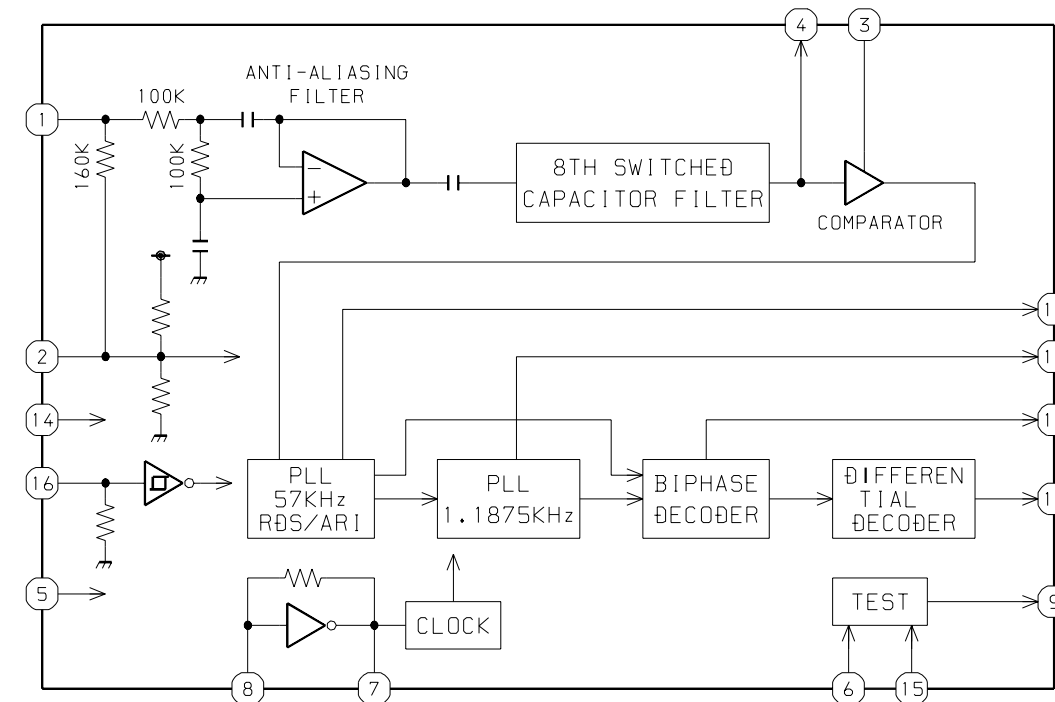 4
3
ANTI-ALIASING
FILTER
100K
1
160K
100K
8TH SWITCHED
CAPACITOR FILTER
COMPARATOR
2
14
16
PLL
57KHz
RDS/ARI
PLL
1.1875KHz
BIPHASE
DECODER
DIFFEREN
TIAL
DECODER
5
CLOCK
TEST
9
8
7
6
15